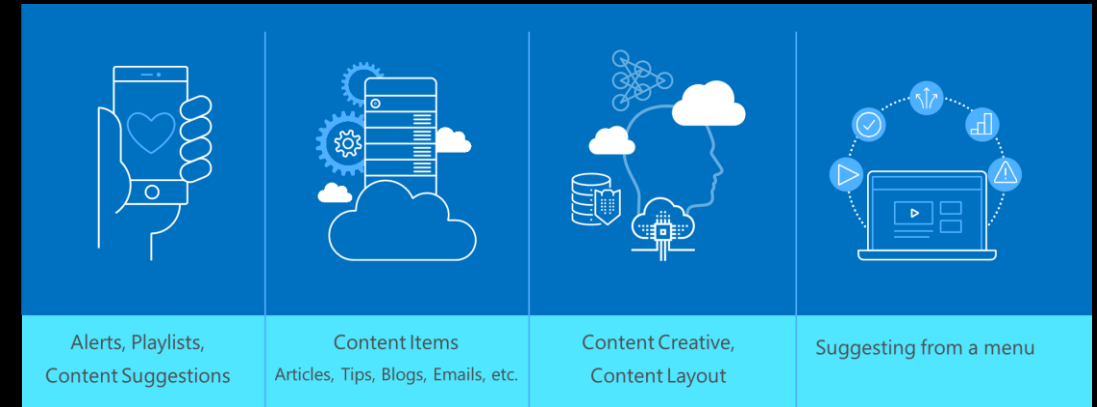 Alerts, Playlists,
Content Suggestions
Content Items
Articles, Tips, Blogs, Emails, etc.
Content Creative,
Content Layout
Suggesting from a menu